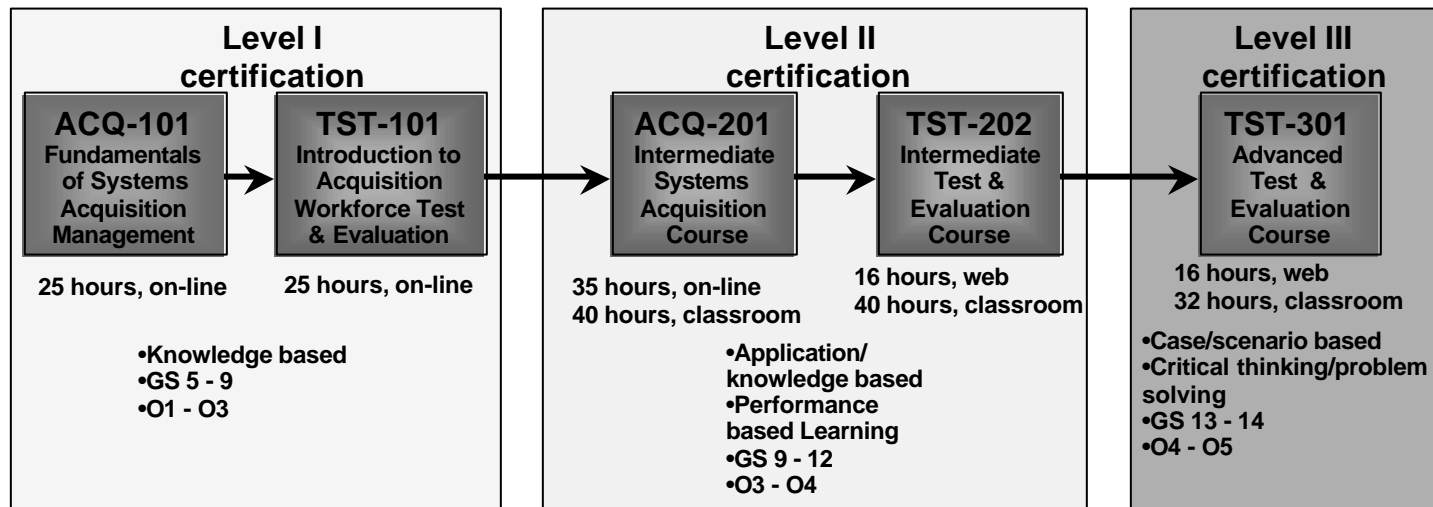 Level I
certification
ACQ-101
Fundamentals
of Systems
Acquisition
Management
TST-101
Introduction to
Acquisition
Workforce Test
& Evaluation
25 hours, on-line
25 hours, on-line
•Knowledge based
•GS 5 - 9
•O1 - O3
Level II
certification
ACQ-201
Intermediate
Systems
Acquisition
Course
TST-202
Intermediate
Test &
Evaluation
Course
35 hours, on-line
40 hours, classroom
16 hours, web
40 hours, classroom
•Application/
knowledge based
•Performance
based Learning
•GS 9 - 12
•O3 - O4
Level III
certification
TST-301
Advanced
Test &
Evaluation
Course
16 hours, web
32 hours, classroom
•Case/scenario based
•Critical thinking/problem
solving
•GS 13 - 14
•O4 - O5